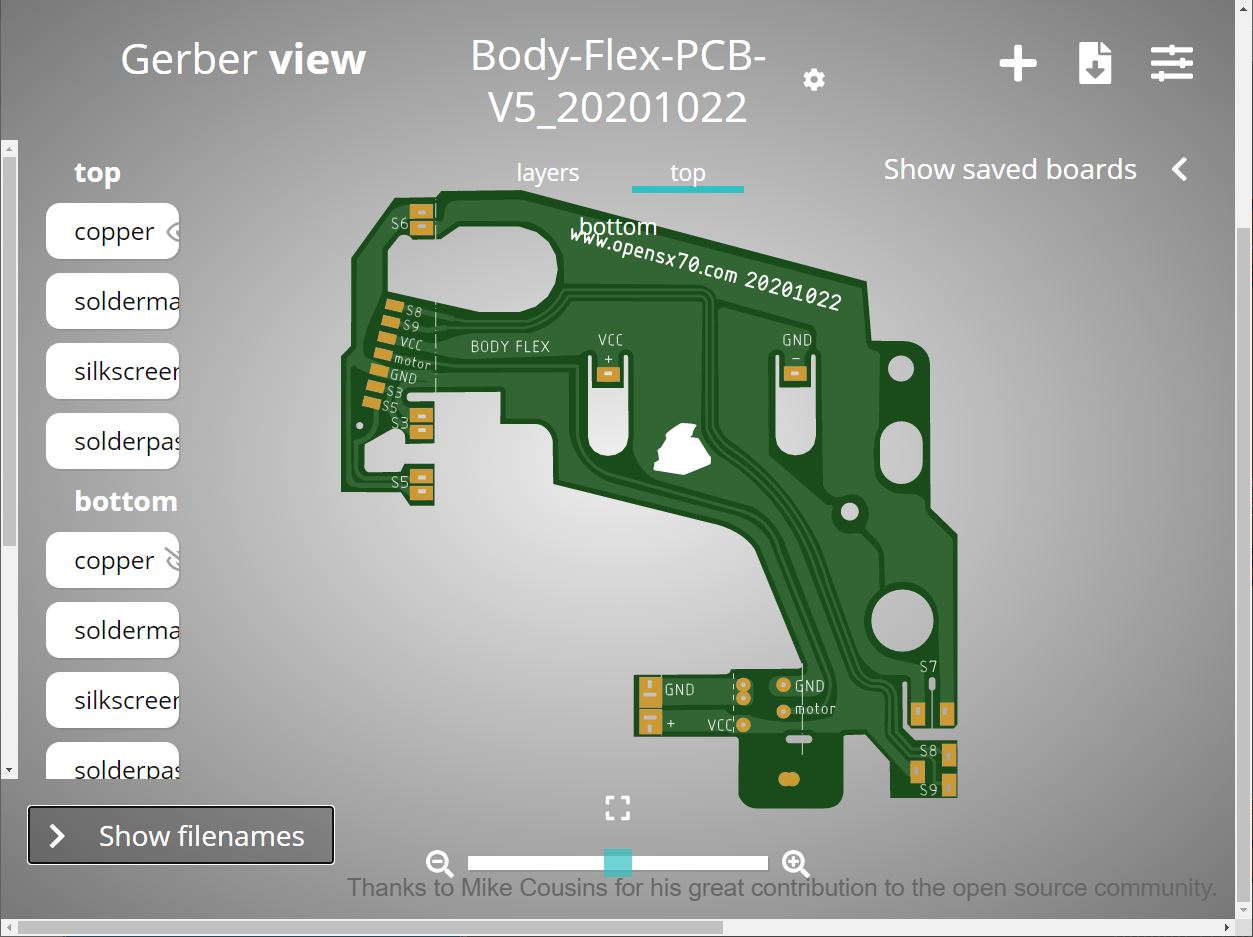 Gerber view
Body-Flex-PCB-
V5_20201022
Show saved boards
layers
top
bottom
top
copper
solderma
silkscreen
solderpas
bottom
copper
solderma
silkscreen
solderpas
Show filenames
www.opensx70.com 20201022
S6
S8
S9
VCC
motor
GND
S3
S5
S3
S5
BODY FLEX
VCC
+
GND
−
S7
GND
+
VCC
GND
motor
S8
S9
Thanks to Mike Cousins for his great contribution to the open source community.